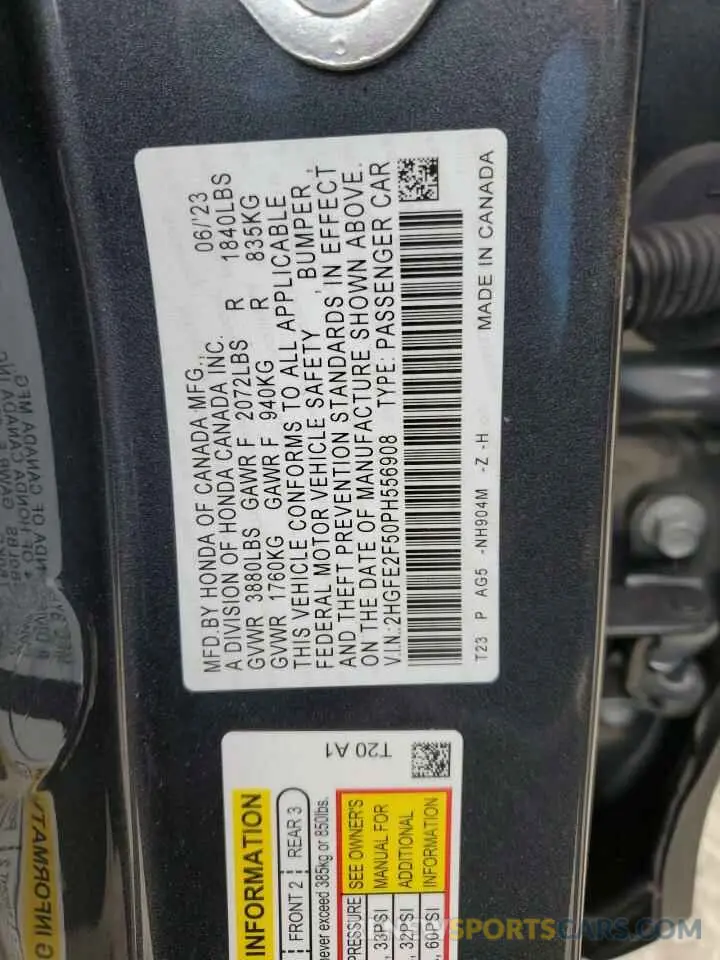 MFD.BY HONDA OF CANADA MFG., 06/'23
A DIVISION OF HONDA CANADA INC.
GVWR 3880LBS GAWR F 2072LBS R 1840LBS
GVWR 1760KG GAWR F 940KG R 835KG
THIS VEHICLE CONFORMS TO ALL APPLICABLE
FEDERAL MOTOR VEHICLE SAFETY , BUMPER ,
AND THEFT PREVENTION STANDARDS IN EFFECT
ON THE DATE OF MANUFACTURE SHOWN ABOVE.
V.I.N.:2HGFE2F50PH556908 TYPE: PASSENGER CAR
T23 P AG5 -NH904M -Z -H MADE IN CANADA
T20 A1
INFORMATION
FRONT 2 REAR 3
never exceed 385kg or 850lbs.
PRESSURE SEE OWNER'S
, 33PSI MANUAL FOR
, 32PSI ADDITIONAL
, 60PSI INFORMATION
SPORTSCARS.COM